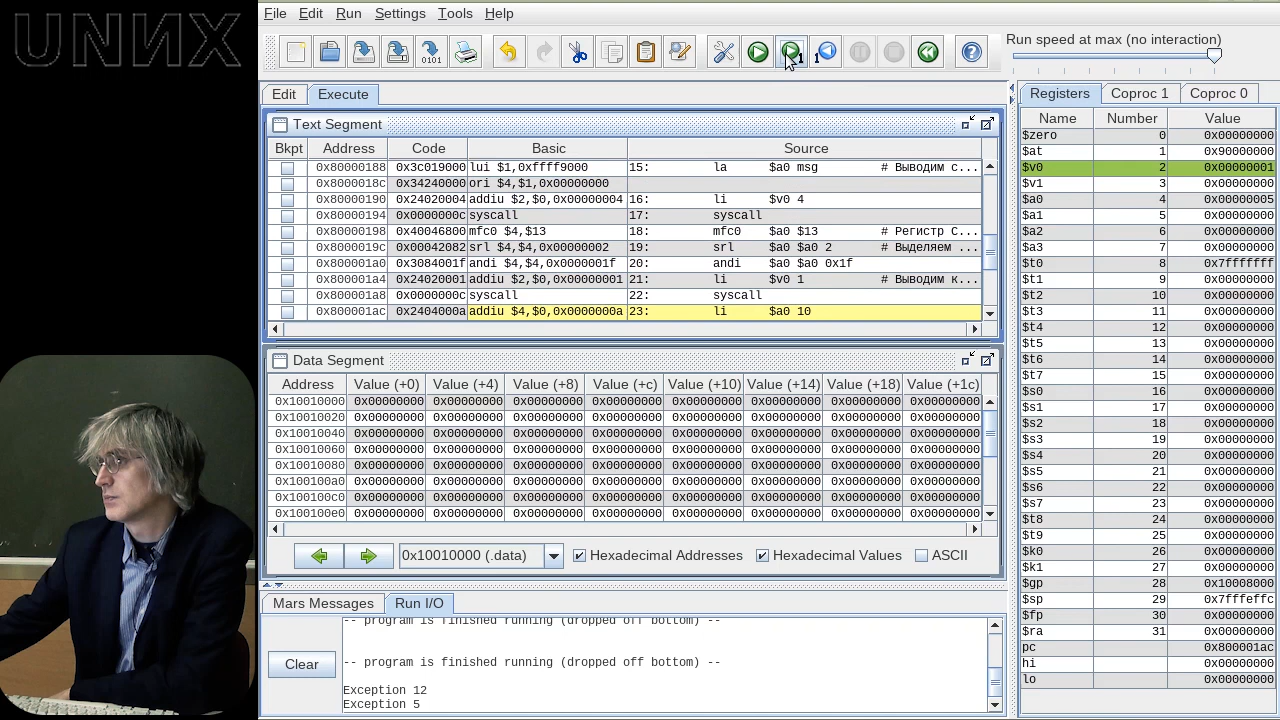 UNИX
File Edit Run Settings Tools Help
Run speed at max (no interaction)
0101
1
1
?
Edit Execute
Text Segment
Bkpt Address Code Basic Source
0x80000188 0x3c019000 lui $1,0xffff9000 15: la $a0 msg # Выводим с...
0x8000018c 0x34240000 ori $4,$1,0x00000000
0x80000190 0x24020004 addiu $2,$0,0x00000004 16: li $v0 4
0x80000194 0x0000000c syscall 17: syscall
0x80000198 0x40046800 mfc0 $4,$13 18: mfc0 $a0 $13 # Регистр C...
0x8000019c 0x00042082 srl $4,$4,0x00000002 19: srl $a0 $a0 2 # Выделяем ...
0x800001a0 0x3084001f andi $4,$4,0x0000001f 20: andi $a0 $a0 0x1f
0x800001a4 0x24020001 addiu $2,$0,0x00000001 21: li $v0 1 # Выводим к...
0x800001a8 0x0000000c syscall 22: syscall
0x800001ac 0x2404000a addiu $4,$0,0x0000000a 23: li $a0 10
Data Segment
Address Value (+0) Value (+4) Value (+8) Value (+c) Value (+10) Value (+14) Value (+18) Value (+1c)
0x10010000 0x00000000 0x00000000 0x00000000 0x00000000 0x00000000 0x00000000 0x00000000 0x00000000
0x10010020 0x00000000 0x00000000 0x00000000 0x00000000 0x00000000 0x00000000 0x00000000 0x00000000
0x10010040 0x00000000 0x00000000 0x00000000 0x00000000 0x00000000 0x00000000 0x00000000 0x00000000
0x10010060 0x00000000 0x00000000 0x00000000 0x00000000 0x00000000 0x00000000 0x00000000 0x00000000
0x10010080 0x00000000 0x00000000 0x00000000 0x00000000 0x00000000 0x00000000 0x00000000 0x00000000
0x100100a0 0x00000000 0x00000000 0x00000000 0x00000000 0x00000000 0x00000000 0x00000000 0x00000000
0x100100c0 0x00000000 0x00000000 0x00000000 0x00000000 0x00000000 0x00000000 0x00000000 0x00000000
0x100100e0 0x00000000 0x00000000 0x00000000 0x00000000 0x00000000 0x00000000 0x00000000 0x00000000
0x10010000 (.data) Hexadecimal Addresses Hexadecimal Values ASCII
Mars Messages Run I/O
Clear
-- program is finished running (dropped off bottom) --
-- program is finished running (dropped off bottom) --
Exception 12
Exception 5
Registers Coproc 1 Coproc 0
Name Number Value
$zero 0 0x00000000
$at 1 0x90000000
$v0 2 0x00000001
$v1 3 0x00000000
$a0 4 0x00000005
$a1 5 0x00000000
$a2 6 0x00000000
$a3 7 0x00000000
$t0 8 0x7fffffff
$t1 9 0x00000000
$t2 10 0x00000000
$t3 11 0x00000000
$t4 12 0x00000000
$t5 13 0x00000000
$t6 14 0x00000000
$t7 15 0x00000000
$s0 16 0x00000000
$s1 17 0x00000000
$s2 18 0x00000000
$s3 19 0x00000000
$s4 20 0x00000000
$s5 21 0x00000000
$s6 22 0x00000000
$s7 23 0x00000000
$t8 24 0x00000000
$t9 25 0x00000000
$k0 26 0x00000000
$k1 27 0x00000000
$gp 28 0x10008000
$sp 29 0x7fffeffc
$fp 30 0x00000000
$ra 31 0x00000000
pc 0x800001ac
hi 0x00000000
lo 0x00000000